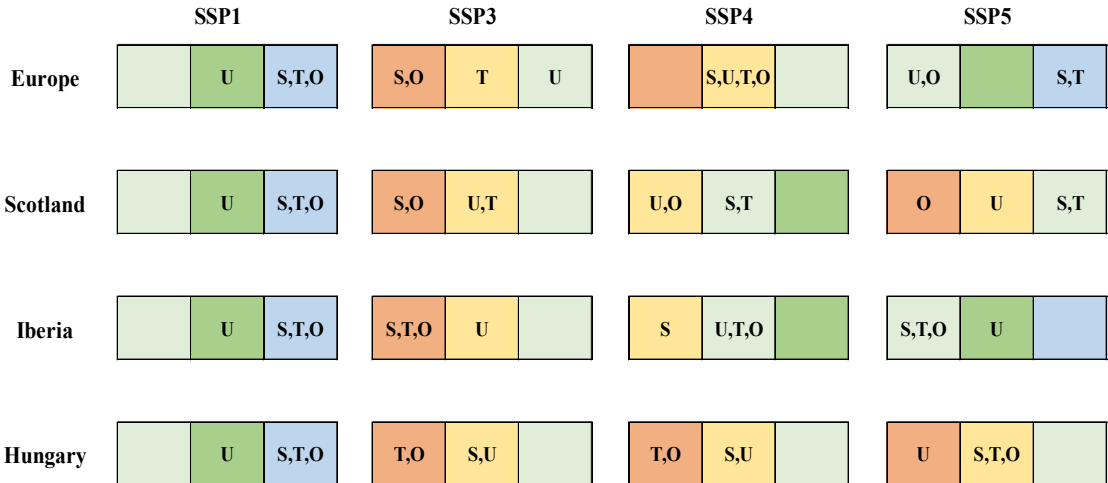 SSP1 SSP3 SSP4 SSP5
Europe U S,T,O S,O T U S,U,T,O U,O S,T
Scotland U S,T,O S,O U,T U,O S,T O U S,T
Iberia U S,T,O S,T,O U S U,T,O S,T,O U
Hungary U S,T,O T,O S,U T,O S,U U S,T,O